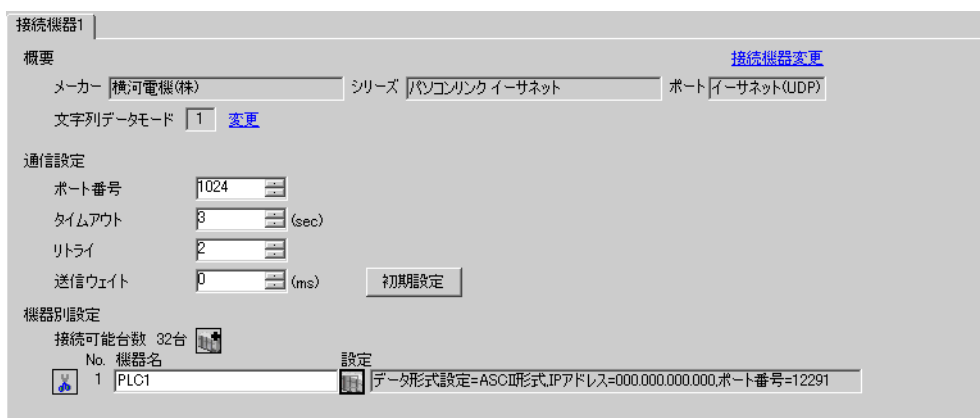 接続機器1
概要
接続機器変更
メーカー 横河電機(株) シリーズ パソコンリンク イーサネット ポート イーサネット(UDP)
文字列データモード 1 変更
通信設定
ポート番号 1024
タイムアウト 3 (sec)
リトライ 2
送信ウェイト 0 (ms) 初期設定
機器別設定
接続可能台数 32台
No. 機器名 設定
1 PLC1 データ形式設定=ASCII形式,IPアドレス=000.000.000.000,ポート番号=12291